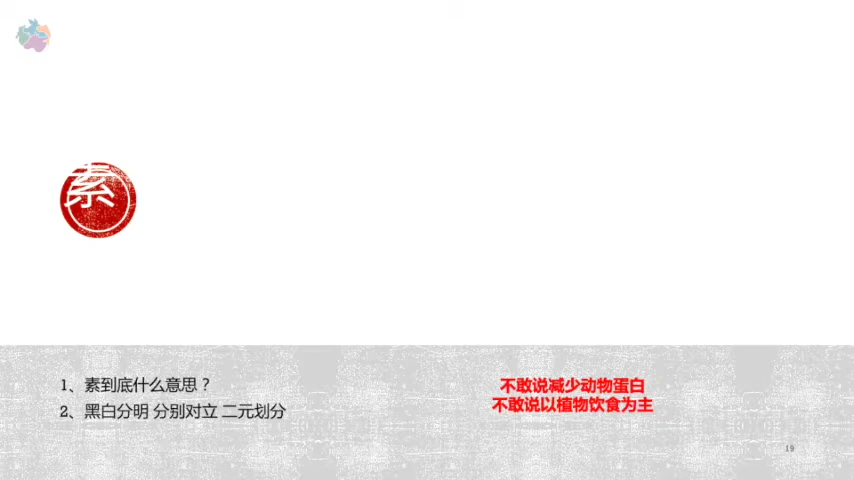 素
1、素到底什么意思？
2、黑白分明 分别对立 二元划分
不敢说减少动物蛋白
不敢说以植物饮食为主
19